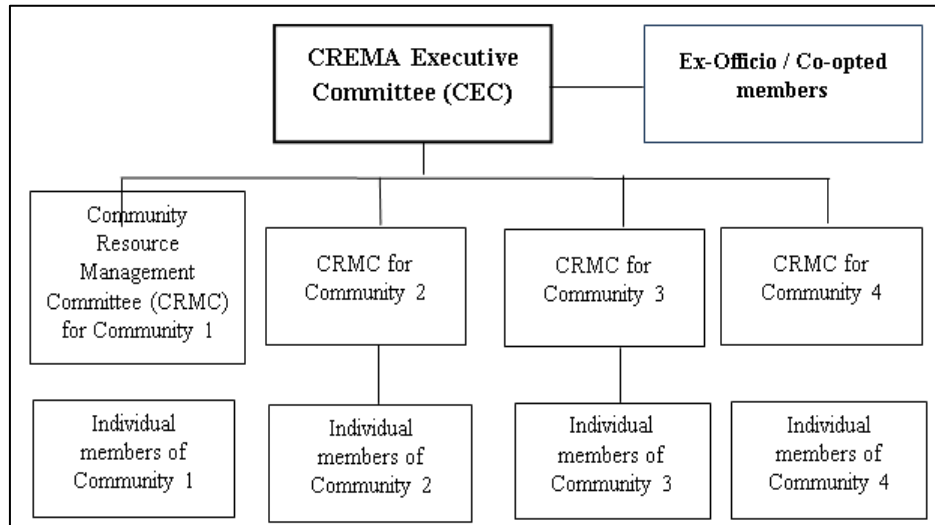 CREMA Executive
Committee (CEC)
Ex-Officio / Co-opted
members
Community
Resource
Management
Committee (CRMC)
for Community 1
CRMC for
Community 2
CRMC for
Community 3
CRMC for
Community 4
Individual
members of
Community 1
Individual
members of
Community 2
Individual
members of
Community 3
Individual
members of
Community 4